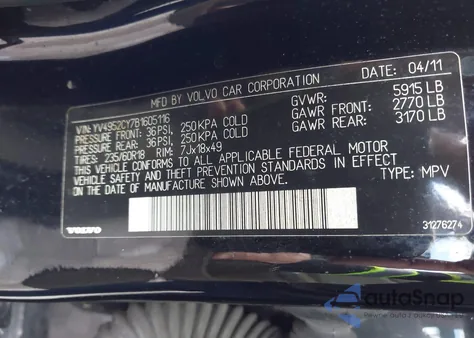 MFD. BY VOLVO CAR CORPORATION DATE: 04/11
VIN: YV4952CY7B1605116 GVWR: 5915 LB
PRESSURE FRONT: 36PSI, 250KPA COLD GAWR FRONT: 2770 LB
PRESSURE REAR: 36PSI, 250KPA COLD GAWR REAR: 3170 LB
TIRES: 235/60R18 RIM: 7Jx18x49
THIS VEHICLE CONFORMS TO ALL APPLICABLE FEDERAL MOTOR
VEHICLE SAFETY AND THEFT PREVENTION STANDARDS IN EFFECT
ON THE DATE OF MANUFACTURE SHOWN ABOVE.
TYPE: MPV
VOLVO 31276274
autoSnap